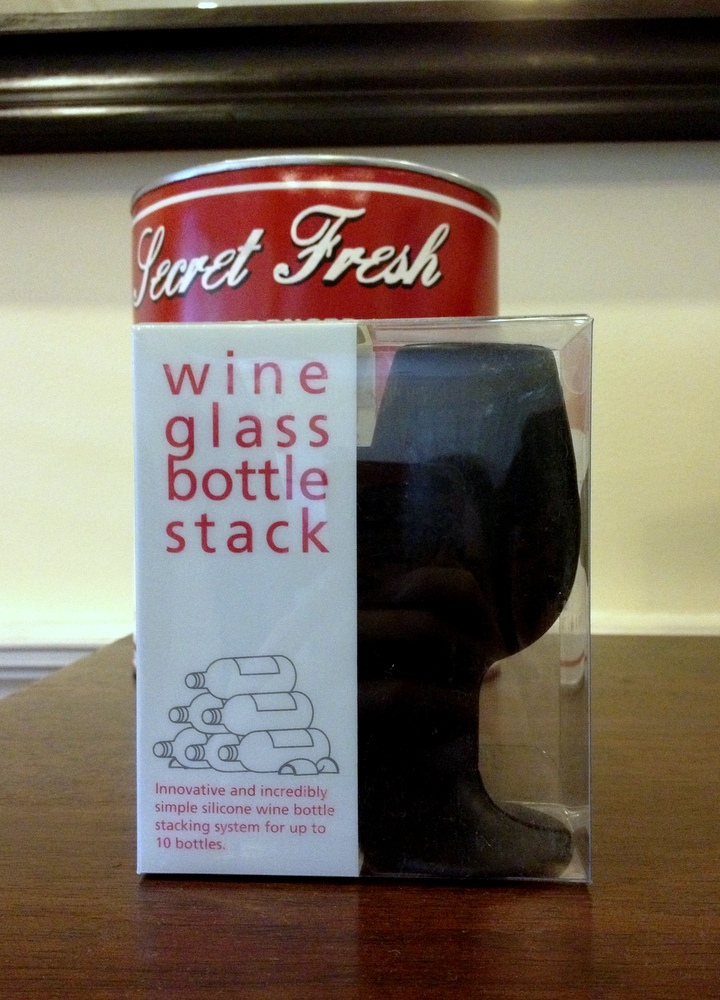 Secret Fresh
wine
glass
bottle
stack
Innovative and incredibly
simple silicone wine bottle
stacking system for up to
10 bottles.